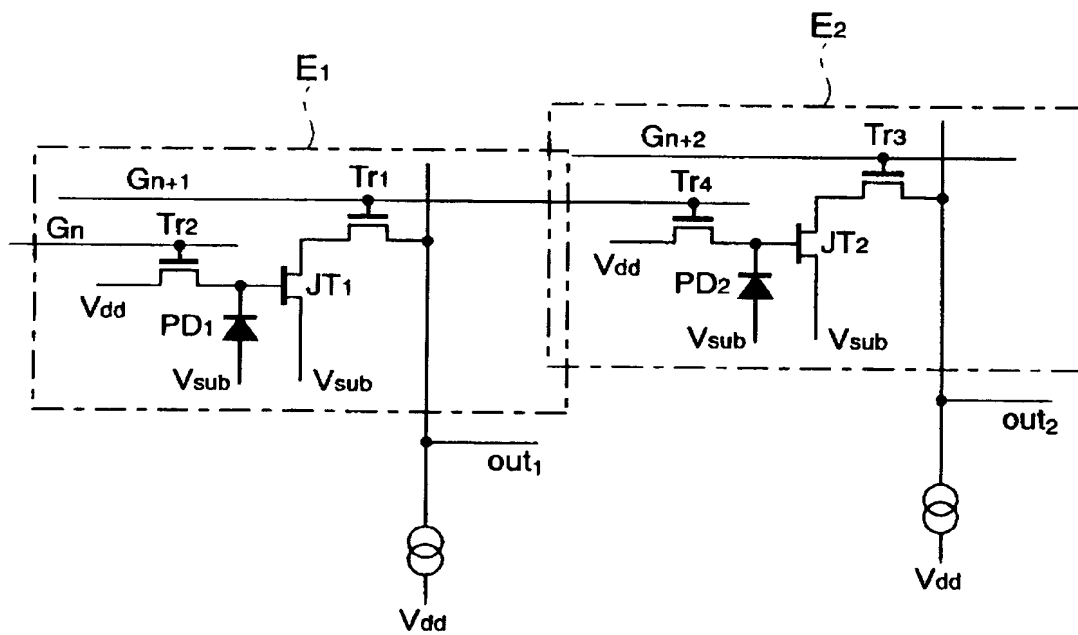 E1
E2
Gn+2
Tr3
Gn+1
Tr1
Tr4
Gn
Tr2
JT2
Vdd
PD2
JT1
Vdd
PD1
Vsub
Vsub
Vsub
Vsub
out2
out1
Vdd
Vdd